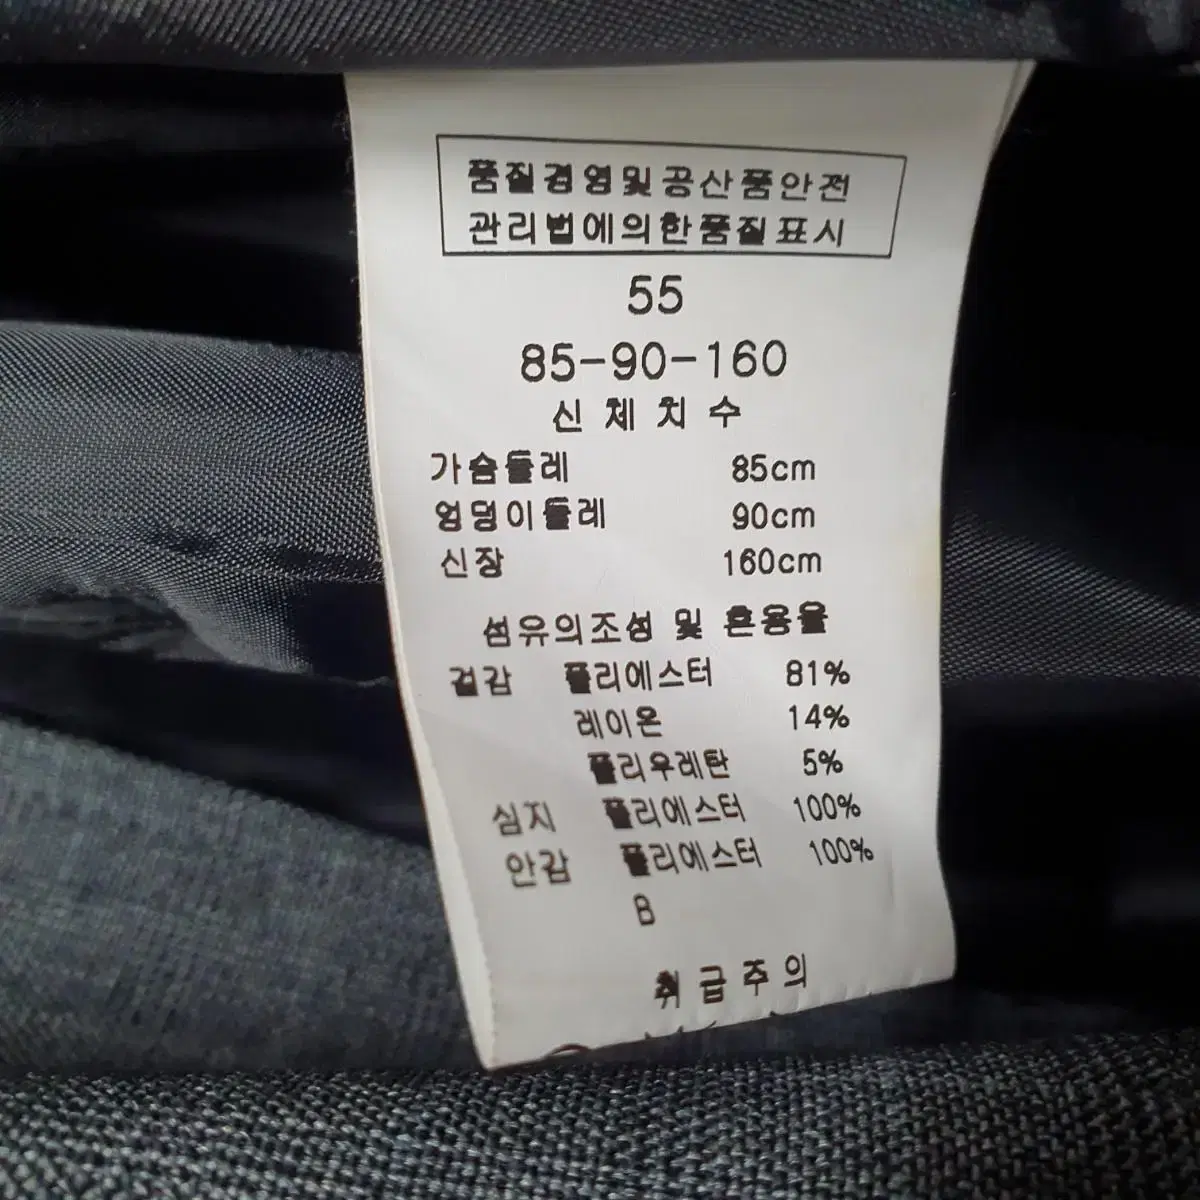 품질경영및공산품안전
관리법에의한품질표시
55
85-90-160
신체치수
가슴둘레 85cm
엉덩이둘레 90cm
신장 160cm
섬유의조성 및 혼용율
겉감 폴리에스터 81%
레이온 14%
폴리우레탄 5%
심지 폴리에스터 100%
안감 폴리에스터 100%
B
취급주의